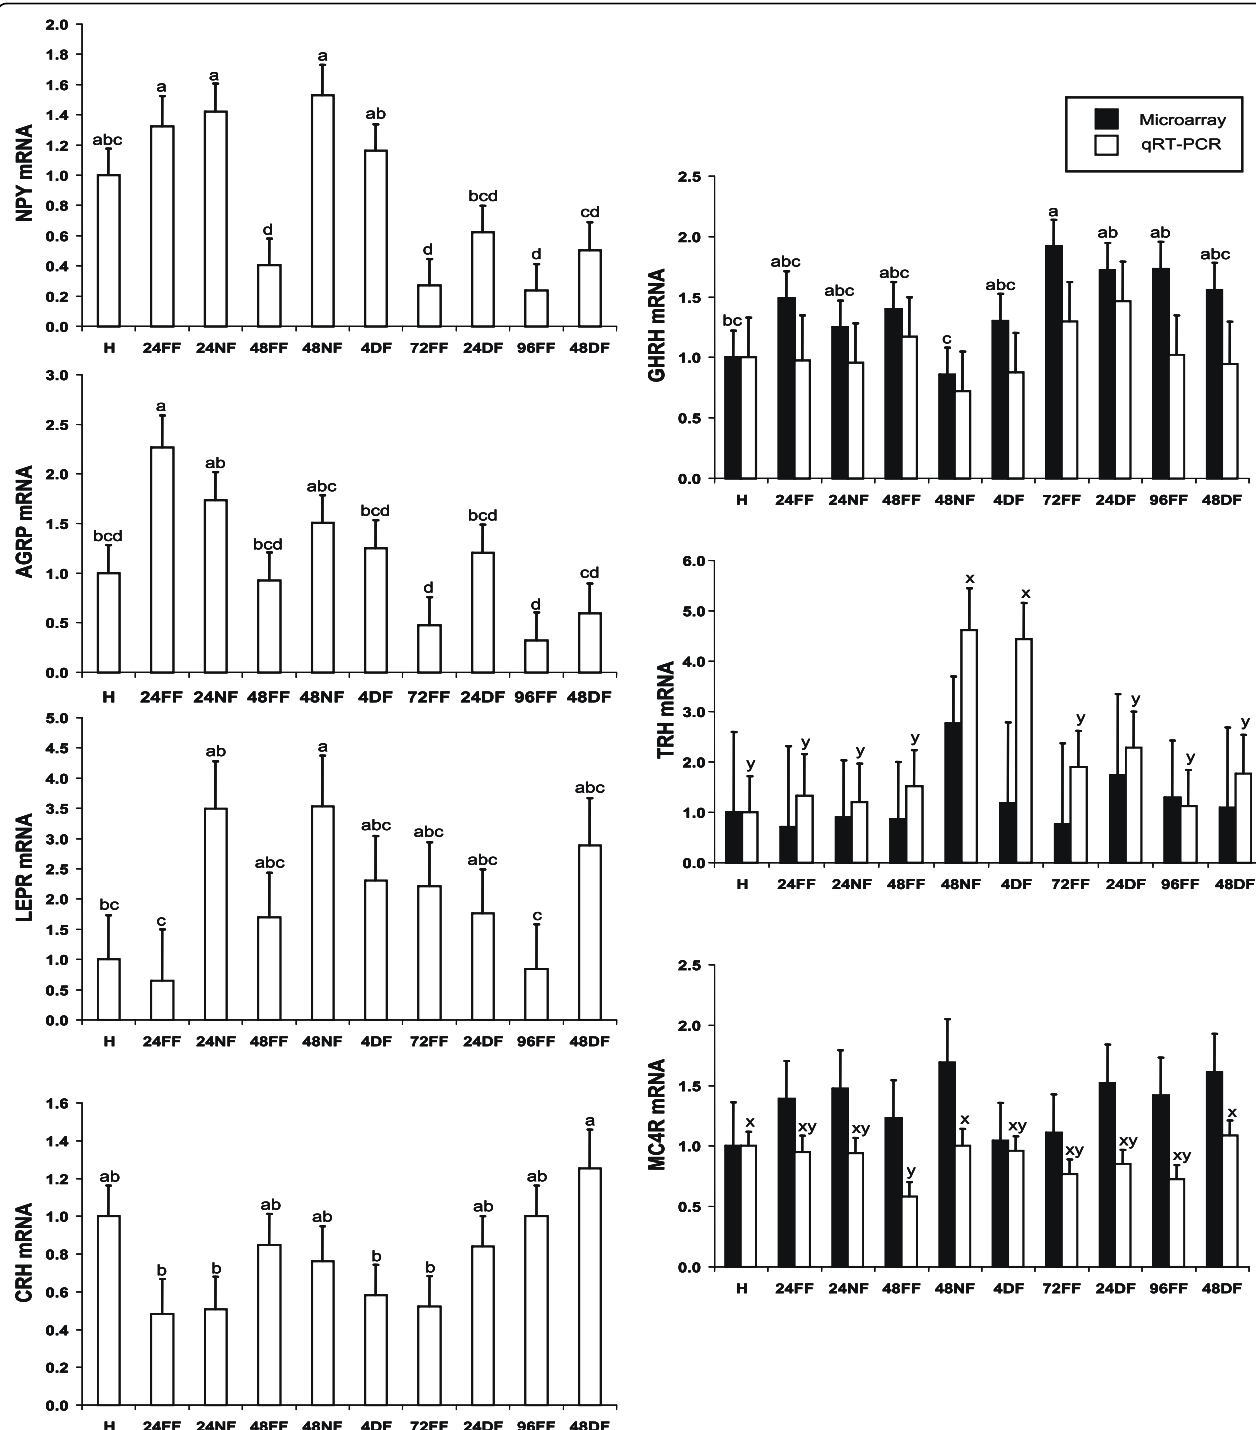 NPY mRNA
2.0
1.8
1.6
1.4
1.2
1.0
0.8
0.6
0.4
0.2
0.0
abc a a d a ab d bcd d cd
H 24FF 24NF 48FF 48NF 4DF 72FF 24DF 96FF 48DF
AGRP mRNA
3.0
2.5
2.0
1.5
1.0
0.5
0.0
bcd a ab bcd abc bcd d bcd d cd
H 24FF 24NF 48FF 48NF 4DF 72FF 24DF 96FF 48DF
LEPR mRNA
5.0
4.5
4.0
3.5
3.0
2.5
2.0
1.5
1.0
0.5
0.0
bc c ab abc a abc abc abc c abc
H 24FF 24NF 48FF 48NF 4DF 72FF 24DF 96FF 48DF
CRH mRNA
1.6
1.4
1.2
1.0
0.8
0.6
0.4
0.2
0.0
ab b b ab ab b b ab ab a
H 24FF 24NF 48FF 48NF 4DF 72FF 24DF 96FF 48DF
Microarray
qRT-PCR
GHRH mRNA
2.5
2.0
1.5
1.0
0.5
0.0
bc abc abc abc c abc a ab ab abc
H 24FF 24NF 48FF 48NF 4DF 72FF 24DF 96FF 48DF
TRH mRNA
6.0
5.0
4.0
3.0
2.0
1.0
0.0
y y y y x x y y y y
H 24FF 24NF 48FF 48NF 4DF 72FF 24DF 96FF 48DF
MC4R mRNA
2.5
2.0
1.5
1.0
0.5
0.0
x xy xy y x xy xy xy xy x
H 24FF 24NF 48FF 48NF 4DF 72FF 24DF 96FF 48DF